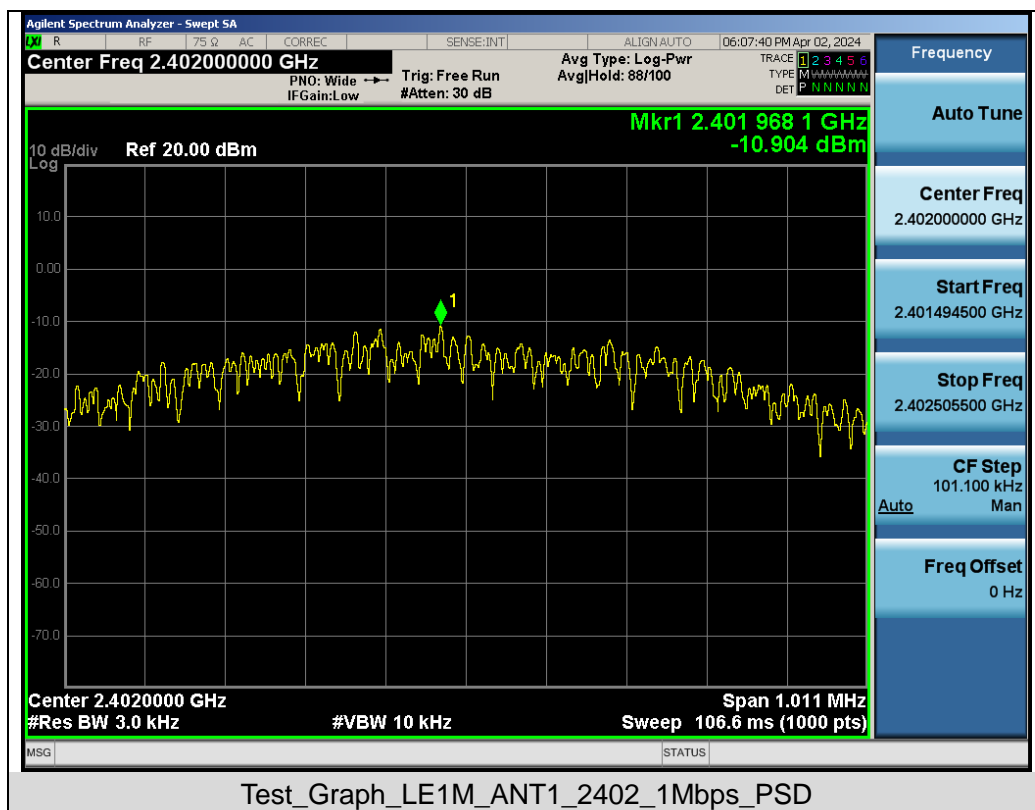 Agilent Spectrum Analyzer - Swept SA
LXI R RF 75 Ω AC CORREC SENSE:INT ALIGN AUTO 06:07:40 PM Apr 02, 2024
Center Freq 2.402000000 GHz
PNO: Wide
IFGain:Low
Trig: Free Run
#Atten: 30 dB
Avg Type: Log-Pwr
Avg|Hold: 88/100
TRACE 1 2 3 4 5 6
TYPE M
DET P N N N N N
Mkr1 2.401 968 1 GHz
-10.904 dBm
10 dB/div Ref 20.00 dBm
Log
10.0
0.00
-10.0
-20.0
-30.0
-40.0
-50.0
-60.0
-70.0
1
Center 2.4020000 GHz Span 1.011 MHz
#Res BW 3.0 kHz #VBW 10 kHz Sweep 106.6 ms (1000 pts)
MSG STATUS
Frequency
Auto Tune
Center Freq
2.402000000 GHz
Start Freq
2.401494500 GHz
Stop Freq
2.402505500 GHz
CF Step
101.100 kHz
Auto Man
Freq Offset
0 Hz
Test_Graph_LE1M_ANT1_2402_1Mbps_PSD